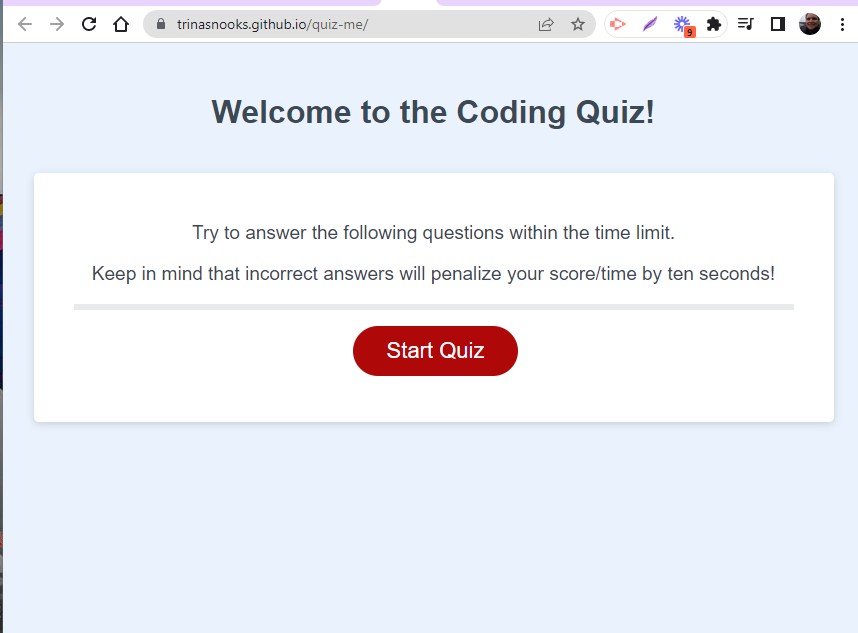 trinasnooks.github.io/quiz-me/
9
Welcome to the Coding Quiz!
Try to answer the following questions within the time limit.
Keep in mind that incorrect answers will penalize your score/time by ten seconds!
Start Quiz